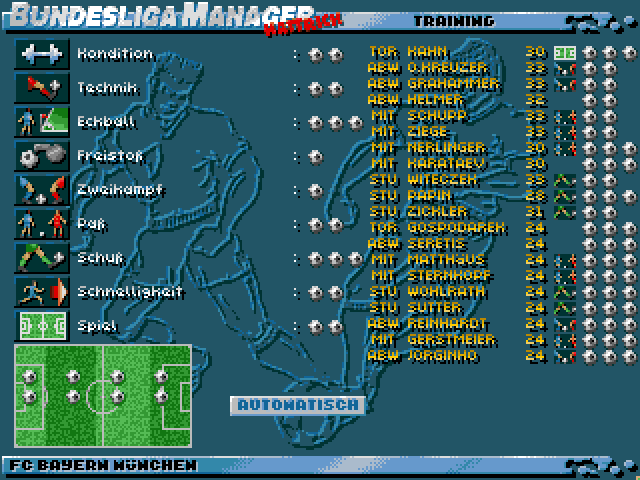 BUNDESLIGA MANAGER
HATTRICK
TRAINING
Kondition :
Technik :
Eckball :
Freistoß :
Zweikampf :
Paß :
Schuß :
Schnelligkeit :
Spiel :
TOR KAHN 30
ABW O.KREUZER 33
ABW GRAHAMMER 33
ABW HELMER 32
MIT SCHUPP 33
MIT ZIEGE 33
MIT NERLINGER 30
MIT KARATAEV 30
STU WITECZEK 33
STU PAPIN 28
STU ZICKLER 31
TOR GOSPODAREK 24
ABW SERETIS 24
MIT MATTHäUS 24
MIT STERNKOPF 24
STU WOHLRATH 24
STU SUTTER 24
ABW REINHARDT 24
MIT GERSTMEIER 24
ABW JORGINHO 24
AUTOMATISCH
FC BAYERN MÜNCHEN